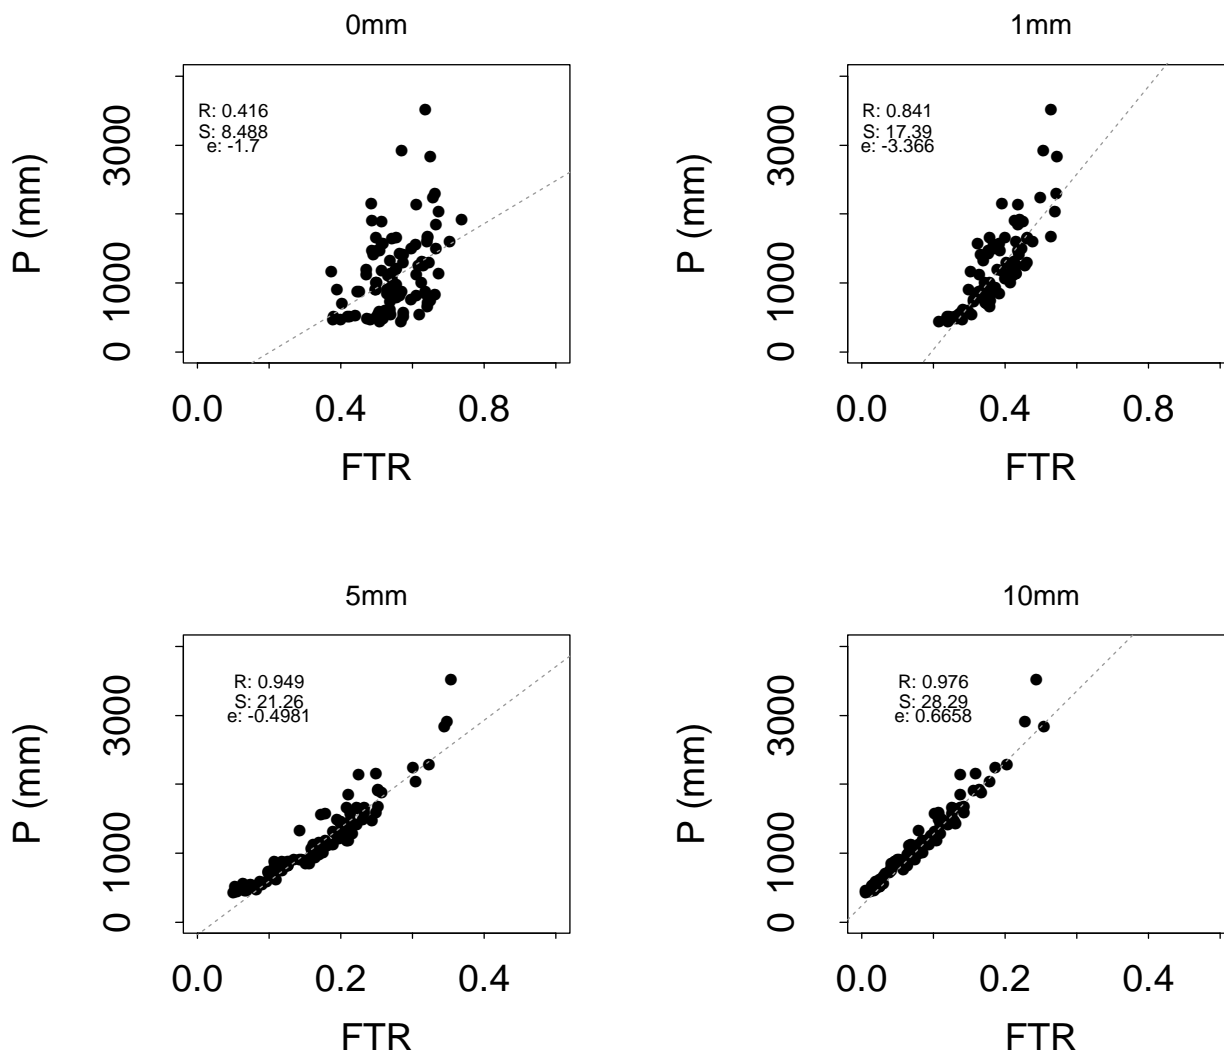 0mm
R: 0.416
S: 8.488
e: -1.7
P (mm)
3000
1000
0
0.0 0.4 0.8
FTR
1mm
R: 0.841
S: 17.39
e: -3.366
P (mm)
3000
1000
0
0.0 0.4 0.8
FTR
5mm
R: 0.949
S: 21.26
e: -0.4981
P (mm)
3000
1000
0
0.0 0.2 0.4
FTR
10mm
R: 0.976
S: 28.29
e: 0.6658
P (mm)
3000
1000
0
0.0 0.2 0.4
FTR